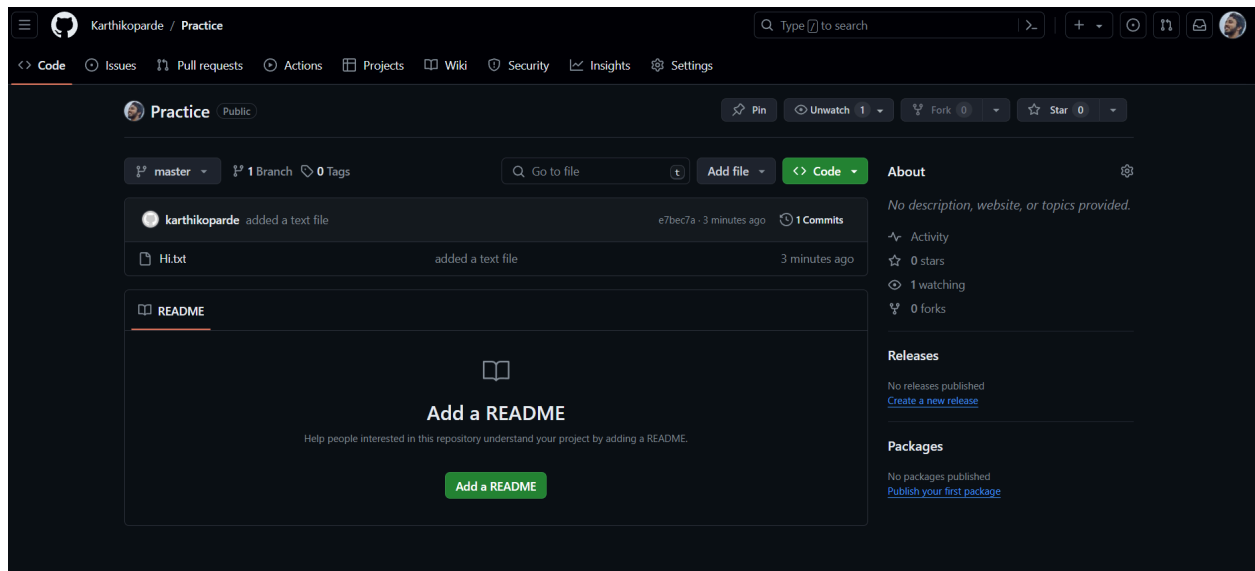 Karthikoparde / Practice
Type / to search
Code Issues Pull requests Actions Projects Wiki Security Insights Settings
Practice Public
Pin Unwatch 1 Fork 0 Star 0
master 1 Branch 0 Tags Go to file t Add file Code
karthikoparde added a text file e7bec7a · 3 minutes ago 1 Commits
Hi.txt added a text file 3 minutes ago
README
Add a README
Help people interested in this repository understand your project by adding a README.
Add a README
About
No description, website, or topics provided.
Activity
0 stars
1 watching
0 forks
Releases
No releases published
Create a new release
Packages
No packages published
Publish your first package